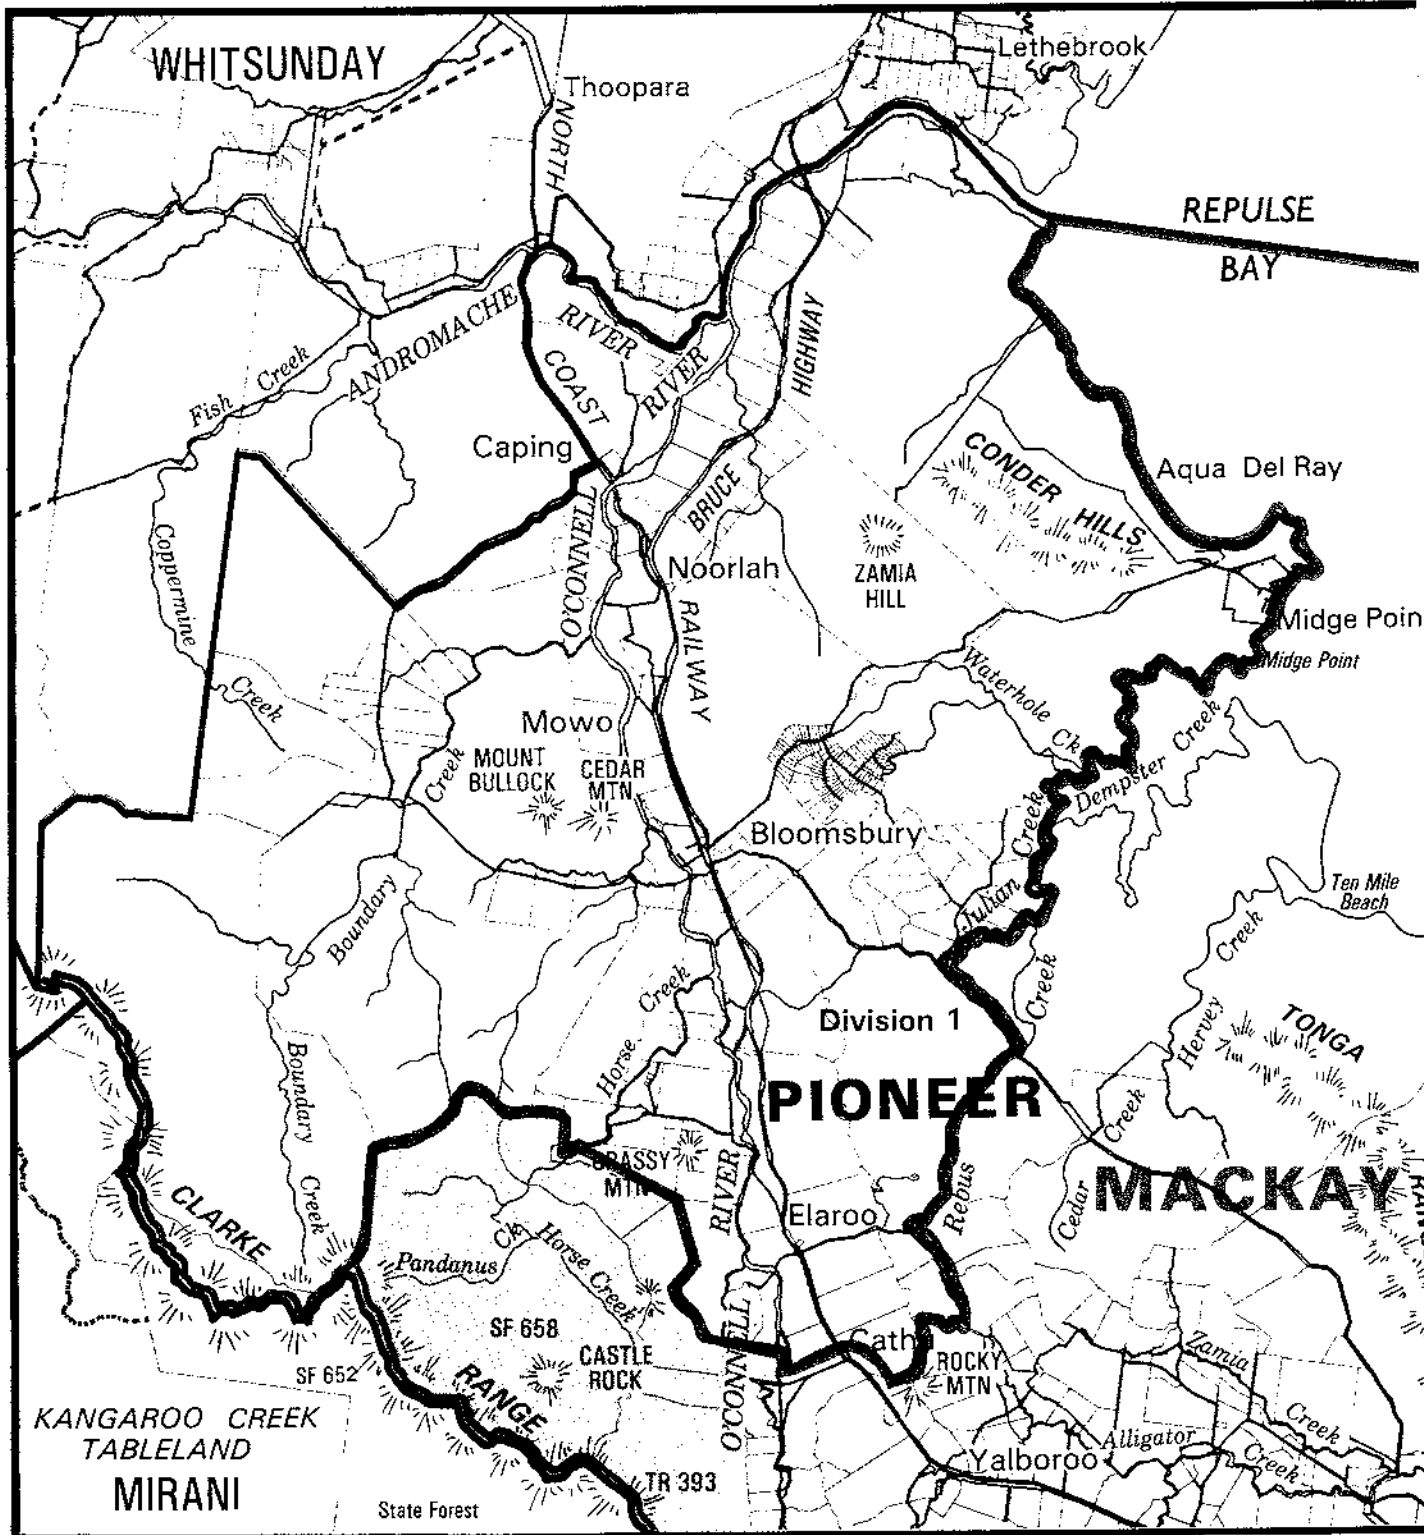 WHITSUNDAY
Lethebrook
Thoopara
NORTH
REPULSE
BAY
ANDROMACHE
RIVER
COAST
RIVER
HIGHWAY
Fish Creek
Caping
BRUCE
CONDER
HILLS
Aqua Del Ray
O'CONNELL
Coppermine
Creek
Noorlah
ZAMIA
HILL
RAILWAY
Midge Poin
Midge Point
Waterhole Ck
Mowo
MOUNT
BULLOCK
CEDAR
MTN
Creek
Dempster Creek
Bloomsbury
Julian Creek
Creek
Boundary
Ten Mile
Beach
Horse Creek
Division 1
PIONEER
Hervey Creek
TONGA
Boundary
Creek
GRASSY
MTN
RIVER
Elaroo
Rebus
Cedar Creek
MACKAY
CLARKE
Pandanus Ck
Horse Creek
SF 658
CASTLE
ROCK
O'CONNELL
Cathu
ROCKY
MTN
Zamia
Creek
SF 652
RANGE
KANGAROO CREEK
TABLELAND
MIRANI
Alligator
Creek
Yalboroo
TR 393
State Forest